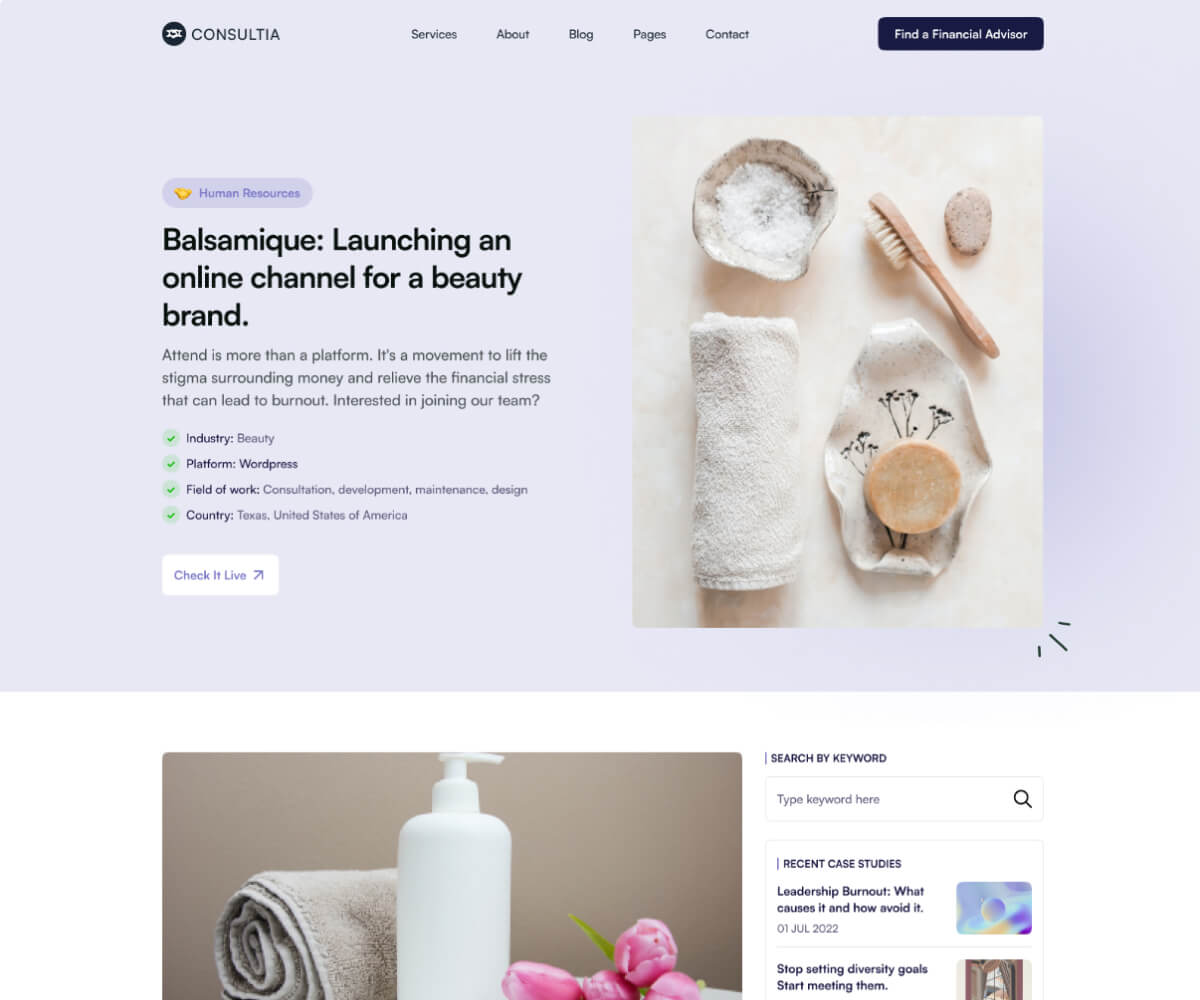 CONSULTIA
Services
About
Blog
Pages
Contact
Find a Financial Advisor
Human Resources
Balsamique: Launching an
online channel for a beauty
brand.
Attend is more than a platform. It's a movement to lift the
stigma surrounding money and relieve the financial stress
that can lead to burnout. Interested in joining our team?
Industry: Beauty
Platform: Wordpress
Field of work: Consultation, development, maintenance, design
Country: Texas, United States of America
Check It Live
SEARCH BY KEYWORD
Type keyword here
RECENT CASE STUDIES
Leadership Burnout: What
causes it and how avoid it.
01 JUL 2022
Stop setting diversity goals
Start meeting them.